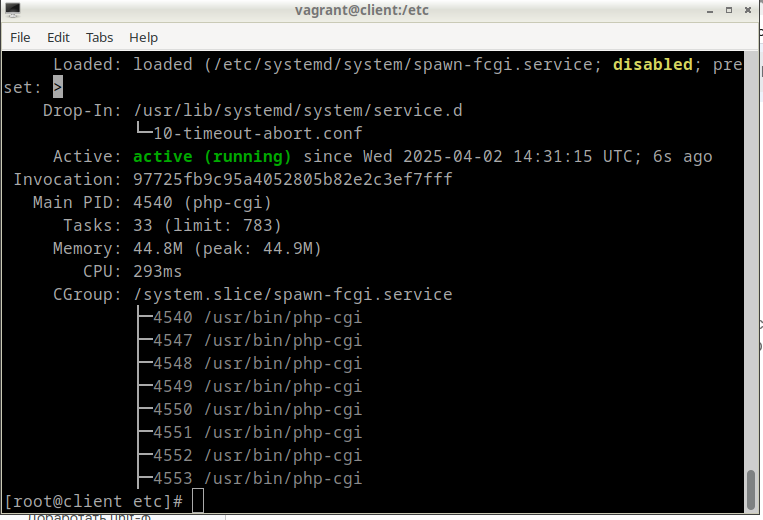 vagrant@client:/etc
File Edit Tabs Help
Loaded: loaded (/etc/systemd/system/spawn-fcgi.service; disabled; pre
set: >
Drop-In: /usr/lib/systemd/system/service.d
└─10-timeout-abort.conf
Active: active (running) since Wed 2025-04-02 14:31:15 UTC; 6s ago
Invocation: 97725fb9c95a4052805b82e2c3ef7fff
Main PID: 4540 (php-cgi)
Tasks: 33 (limit: 783)
Memory: 44.8M (peak: 44.9M)
CPU: 293ms
CGroup: /system.slice/spawn-fcgi.service
├─4540 /usr/bin/php-cgi
├─4547 /usr/bin/php-cgi
├─4548 /usr/bin/php-cgi
├─4549 /usr/bin/php-cgi
├─4550 /usr/bin/php-cgi
├─4551 /usr/bin/php-cgi
├─4552 /usr/bin/php-cgi
├─4553 /usr/bin/php-cgi
[root@client etc]#